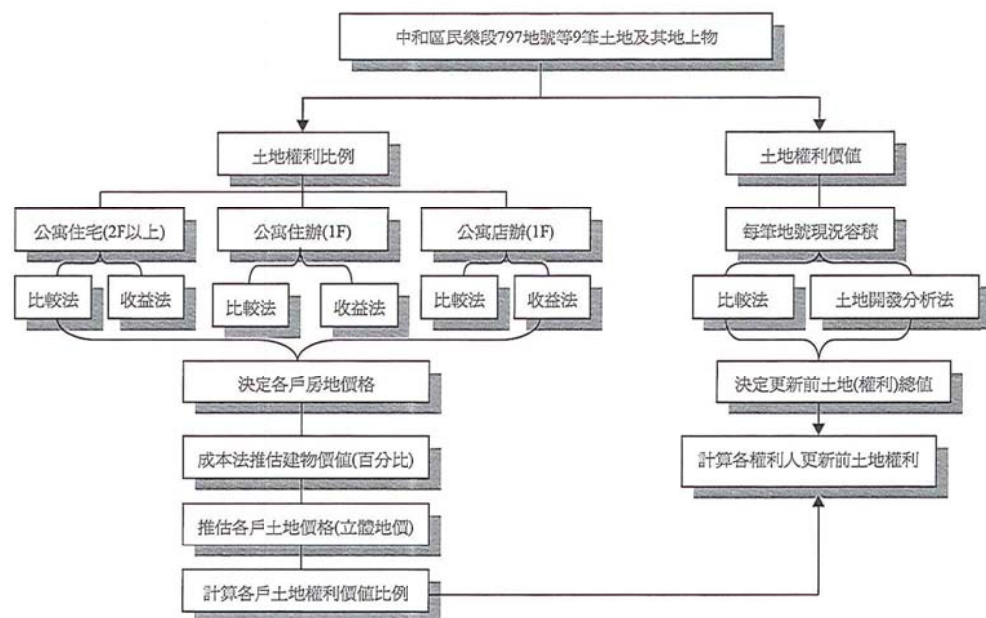 中和區民樂段797地號等9筆土地及其地上物
土地權利比例
土地權利價值
公寓住宅(2F以上)
公寓住辦(1F)
公寓店辦(1F)
每筆地號現況容積
比較法
收益法
比較法
收益法
比較法
收益法
比較法
土地開發分析法
決定各戶房地價格
決定更新前土地(權利)總值
成本法推估建物價值(百分比)
計算各權利人更新前土地權利
推估各戶土地價格(立體地價)
計算各戶土地權利價值比例